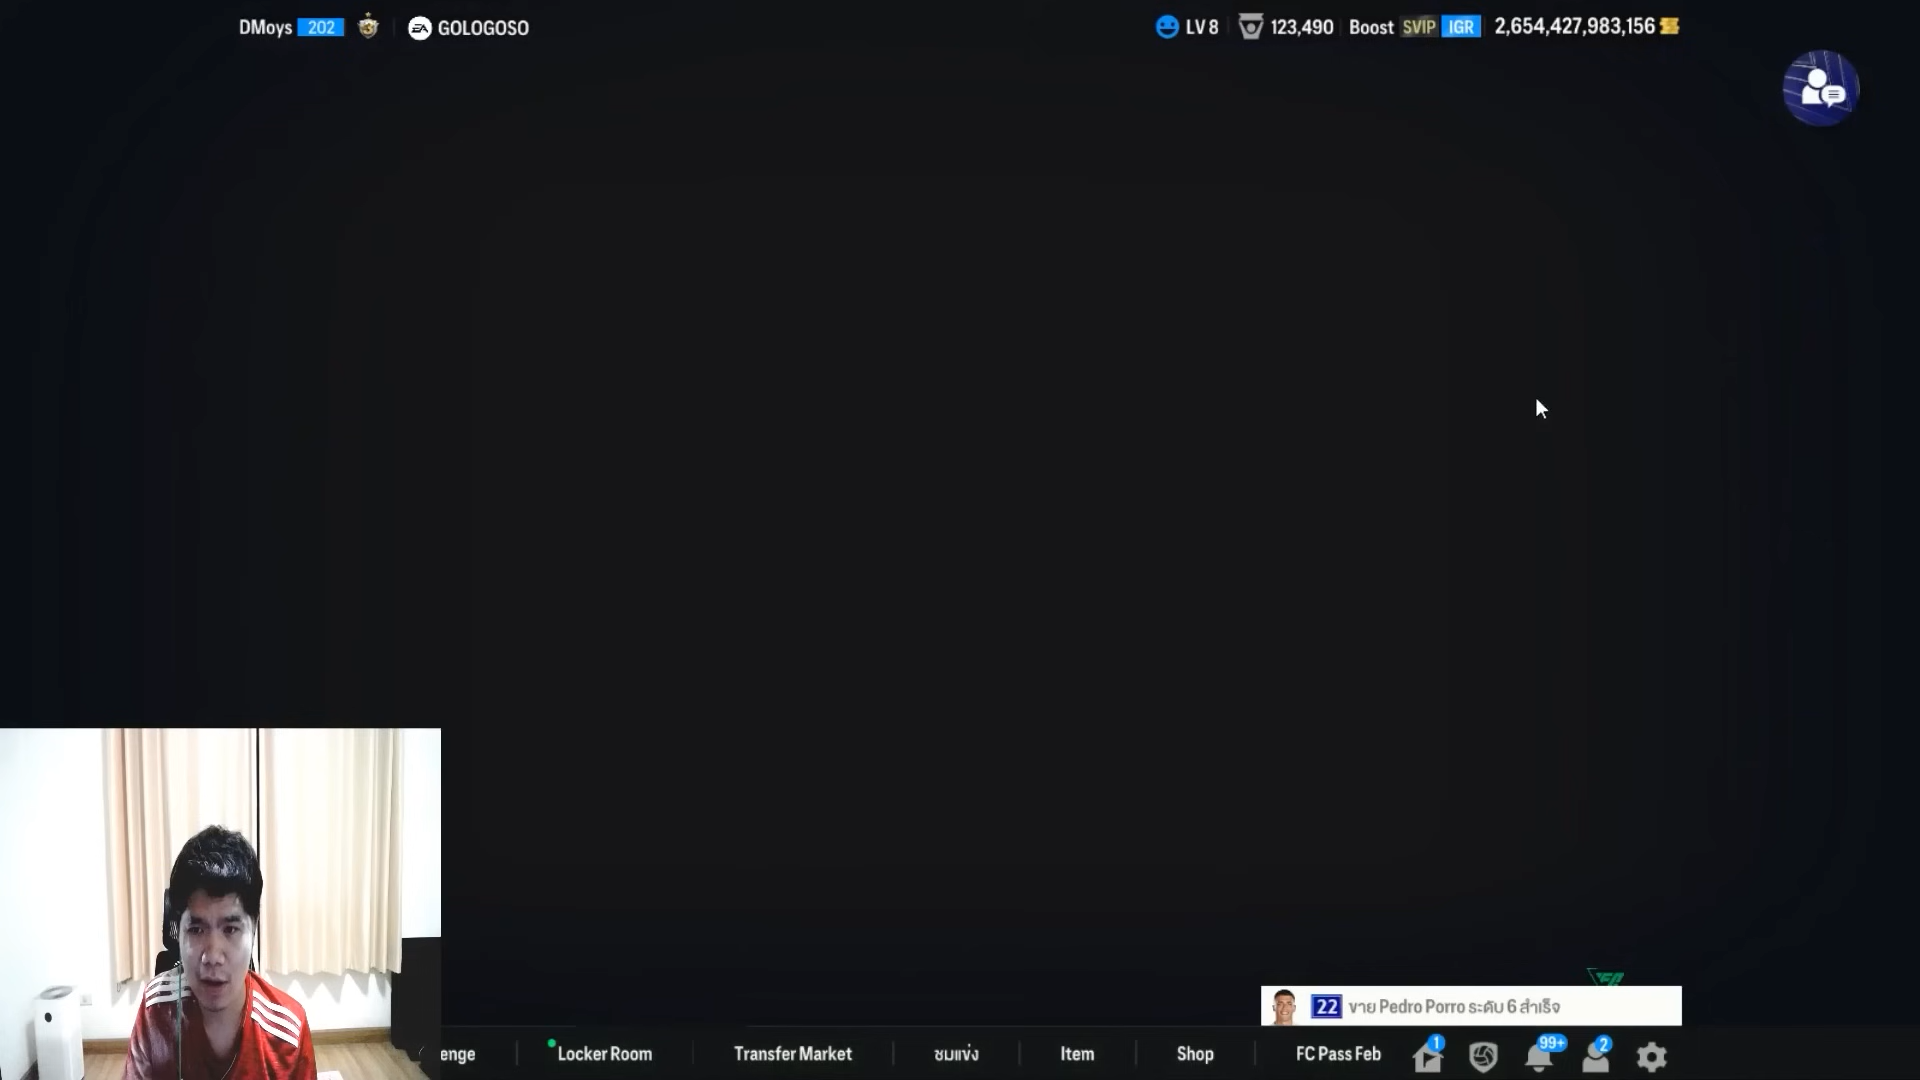 DMoys 202 3 EA GOLOGOSO LV 8 123,490 Boost SVIP IGR 2,654,427,983,156
22 ขาย Pedro Porro ระดับ 6 สำเร็จ
enge Locker Room Transfer Market ชมแข่ง Item Shop FC Pass Feb 1 99+ 2